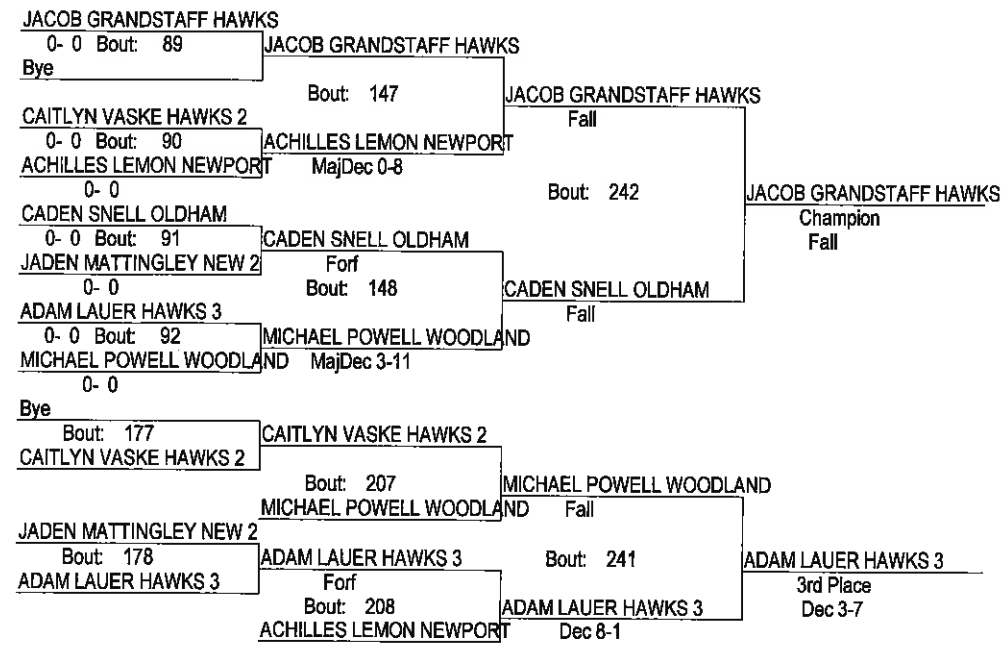 JACOB GRANDSTAFF HAWKS
0- 0 Bout: 89
JACOB GRANDSTAFF HAWKS
Bye
Bout: 147
JACOB GRANDSTAFF HAWKS
Fall
CAITLYN VASKE HAWKS 2
0- 0 Bout: 90
ACHILLES LEMON NEWPORT
ACHILLES LEMON NEWPORT
MajDec 0-8
0- 0
Bout: 242
JACOB GRANDSTAFF HAWKS
Champion
Fall
CADEN SNELL OLDHAM
0- 0 Bout: 91
CADEN SNELL OLDHAM
JADEN MATTINGLEY NEW 2
Forf
0- 0
Bout: 148
CADEN SNELL OLDHAM
Fall
ADAM LAUER HAWKS 3
0- 0 Bout: 92
MICHAEL POWELL WOODLAND
MICHAEL POWELL WOODLAND
MajDec 3-11
0- 0
Bye
Bout: 177
CAITLYN VASKE HAWKS 2
CAITLYN VASKE HAWKS 2
Bout: 207
MICHAEL POWELL WOODLAND
MICHAEL POWELL WOODLAND
Fall
JADEN MATTINGLEY NEW 2
Bout: 178
ADAM LAUER HAWKS 3
Bout: 241
ADAM LAUER HAWKS 3
ADAM LAUER HAWKS 3
Forf
3rd Place
Dec 3-7
Bout: 208
ADAM LAUER HAWKS 3
ACHILLES LEMON NEWPORT
Dec 8-1